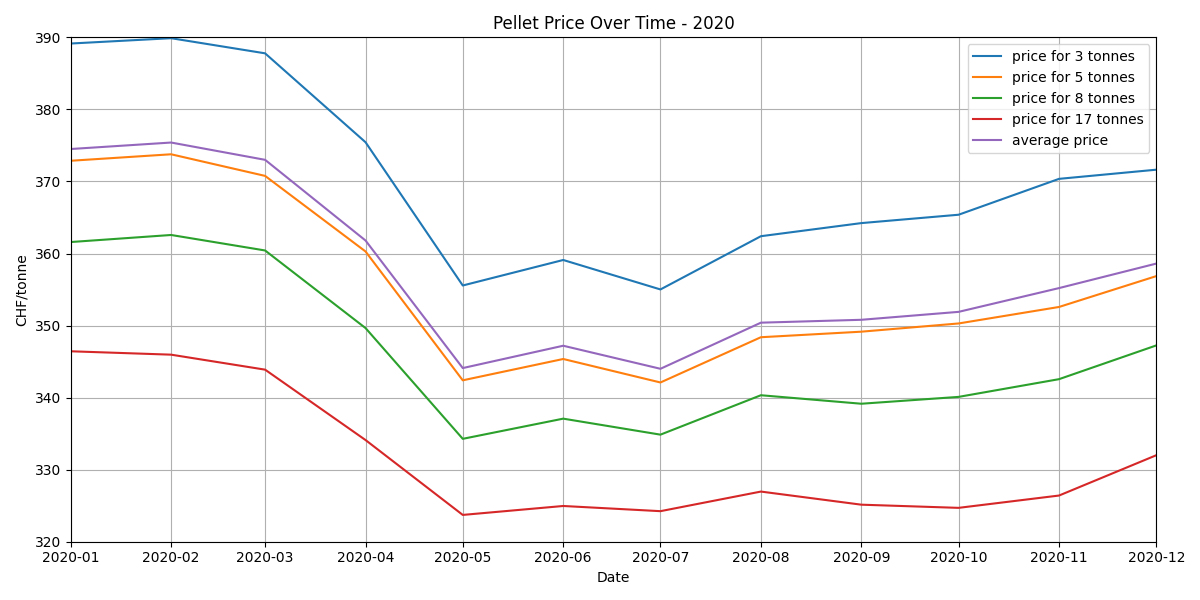 Pellet Price Over Time - 2020
CHF/tonne
390
380
370
360
350
340
330
320
price for 3 tonnes
price for 5 tonnes
price for 8 tonnes
price for 17 tonnes
average price
2020-01 2020-02 2020-03 2020-04 2020-05 2020-06 2020-07 2020-08 2020-09 2020-10 2020-11 2020-12
Date